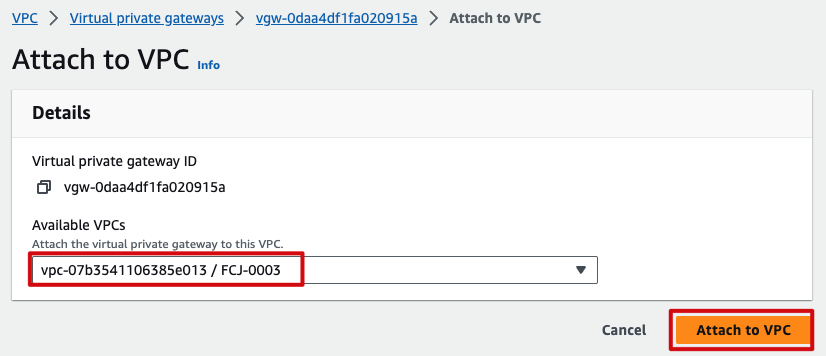 VPC > Virtual private gateways > vgw-0daa4df1fa020915a > Attach to VPC
Attach to VPC Info
Details
Virtual private gateway ID
vgw-0daa4df1fa020915a
Available VPCs
Attach the virtual private gateway to this VPC.
vpc-07b3541106385e013 / FCJ-0003
Cancel Attach to VPC